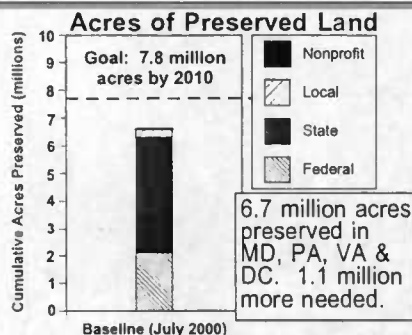 Acres of Preserved Land
Cumulative Acres Preserved (millions)
10
9
8
7
6
5
4
3
2
1
0
Goal: 7.8 million
acres by 2010
Nonprofit
Local
State
Federal
6.7 million acres
preserved in
MD, PA, VA &
DC. 1.1 million
more needed.
Baseline (July 2000)